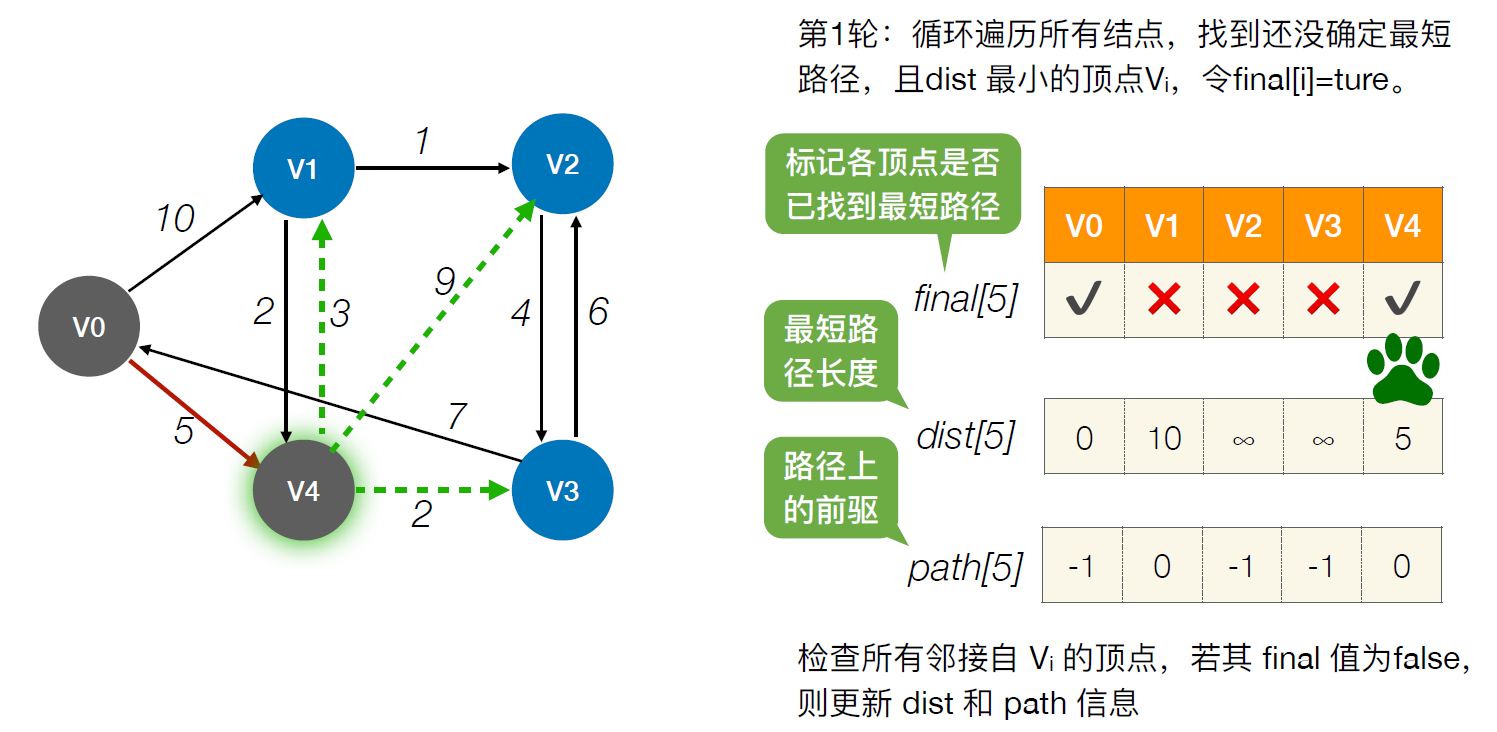 第1轮：循环遍历所有结点，找到还没确定最短
路径，且dist 最小的顶点Vi，令final[i]=ture。
标记各顶点是否
已找到最短路径
V0 V1 V2 V3 V4
final[5] ✓ ✕ ✕ ✕ ✓
最短路
径长度
dist[5] 0 10 ∞ ∞ 5
路径上
的前驱
path[5] -1 0 -1 -1 0
检查所有邻接自 Vi 的顶点，若其 final 值为false，
则更新 dist 和 path 信息
V1
1
V2
10
2
3
9
4
6
V0
5
7
V4
2
V3